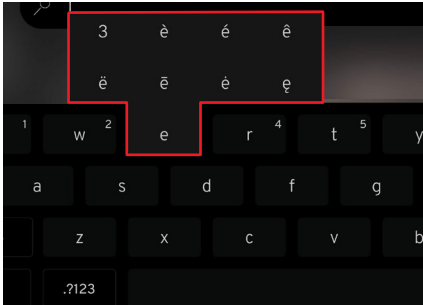 3 è é ê
ë ē ė ę
1 w 2 e r 4 t 5 y
a s d f g
z x c v b
.?123